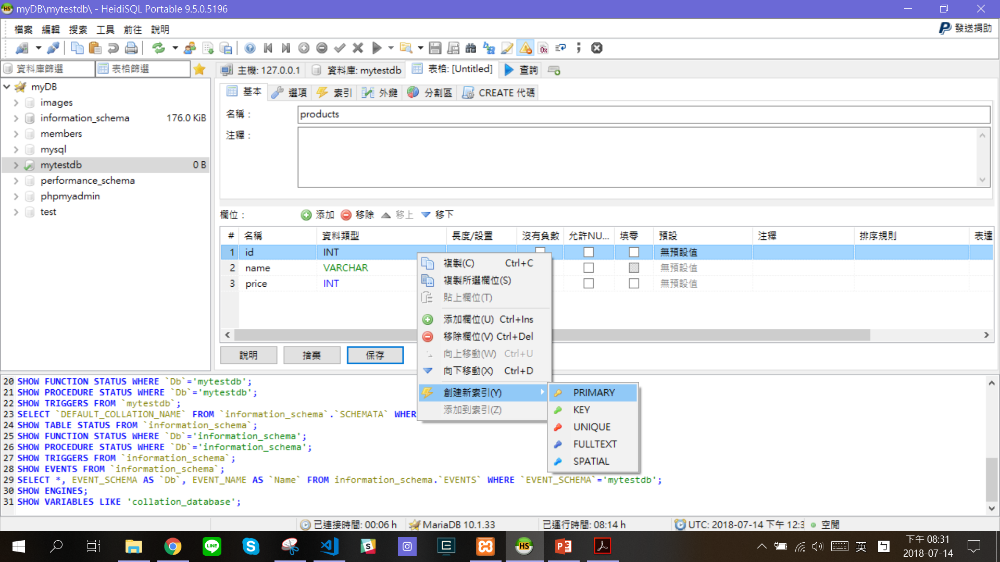 myDB\mytestdb\ - HeidiSQL Portable 9.5.0.5196
檔案 編輯 搜索 工具 前往 說明
發送捐助
資料庫篩選 表格篩選
主機: 127.0.0.1 資料庫: mytestdb 表格: [Untitled] 查詢
myDB
images
information_schema 176.0 KiB
members
mysql
mytestdb 0 B
performance_schema
phpmyadmin
test
基本 選項 索引 外鍵 分割區 CREATE 代碼
名稱: products
注釋:
欄位: 添加 移除 移上 移下
# 名稱 資料類型 長度/設置 沒有負數 允許NU... 填零 預設 注釋 排序規則 表達
1 id INT 無預設值
2 name VARCHAR 無預設值
3 price INT 無預設值
複製(C) Ctrl+C
複製所選欄位(S)
貼上欄位(T)
添加欄位(U) Ctrl+Ins
移除欄位(V) Ctrl+Del
向上移動(W) Ctrl+U
向下移動(X) Ctrl+D
創建新索引(Y)
添加到索引(Z)
PRIMARY
KEY
UNIQUE
FULLTEXT
SPATIAL
說明 捨棄 保存
20 SHOW FUNCTION STATUS WHERE `Db`='mytestdb';
21 SHOW PROCEDURE STATUS WHERE `Db`='mytestdb';
22 SHOW TRIGGERS FROM `mytestdb`;
23 SELECT `DEFAULT_COLLATION_NAME` FROM `information_schema`.`SCHEMATA` WHER
24 SHOW TABLE STATUS FROM `information_schema`;
25 SHOW FUNCTION STATUS WHERE `Db`='information_schema';
26 SHOW PROCEDURE STATUS WHERE `Db`='information_schema';
27 SHOW TRIGGERS FROM `information_schema`;
28 SHOW EVENTS FROM `information_schema`;
29 SELECT *, EVENT_SCHEMA AS `Db`, EVENT_NAME AS `Name` FROM information_schema.`EVENTS` WHERE `EVENT_SCHEMA`='mytestdb';
30 SHOW ENGINES;
31 SHOW VARIABLES LIKE 'collation_database';
已連接時間: 00:06 h MariaDB 10.1.33 已運行時間: 08:14 h UTC: 2018-07-14 下午 12:3 空閒
LINE
HS
英
下午 08:31
2018-07-14